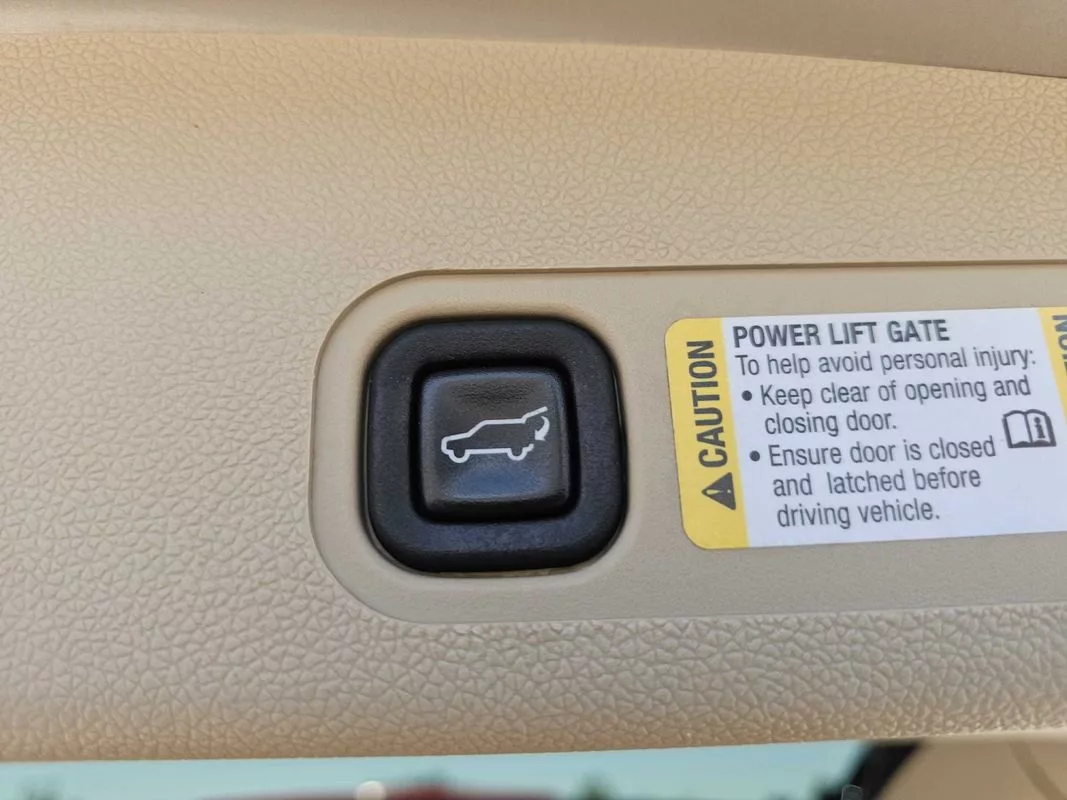 CAUTION
POWER LIFT GATE
To help avoid personal injury:
• Keep clear of opening and
closing door.
• Ensure door is closed
and latched before
driving vehicle.